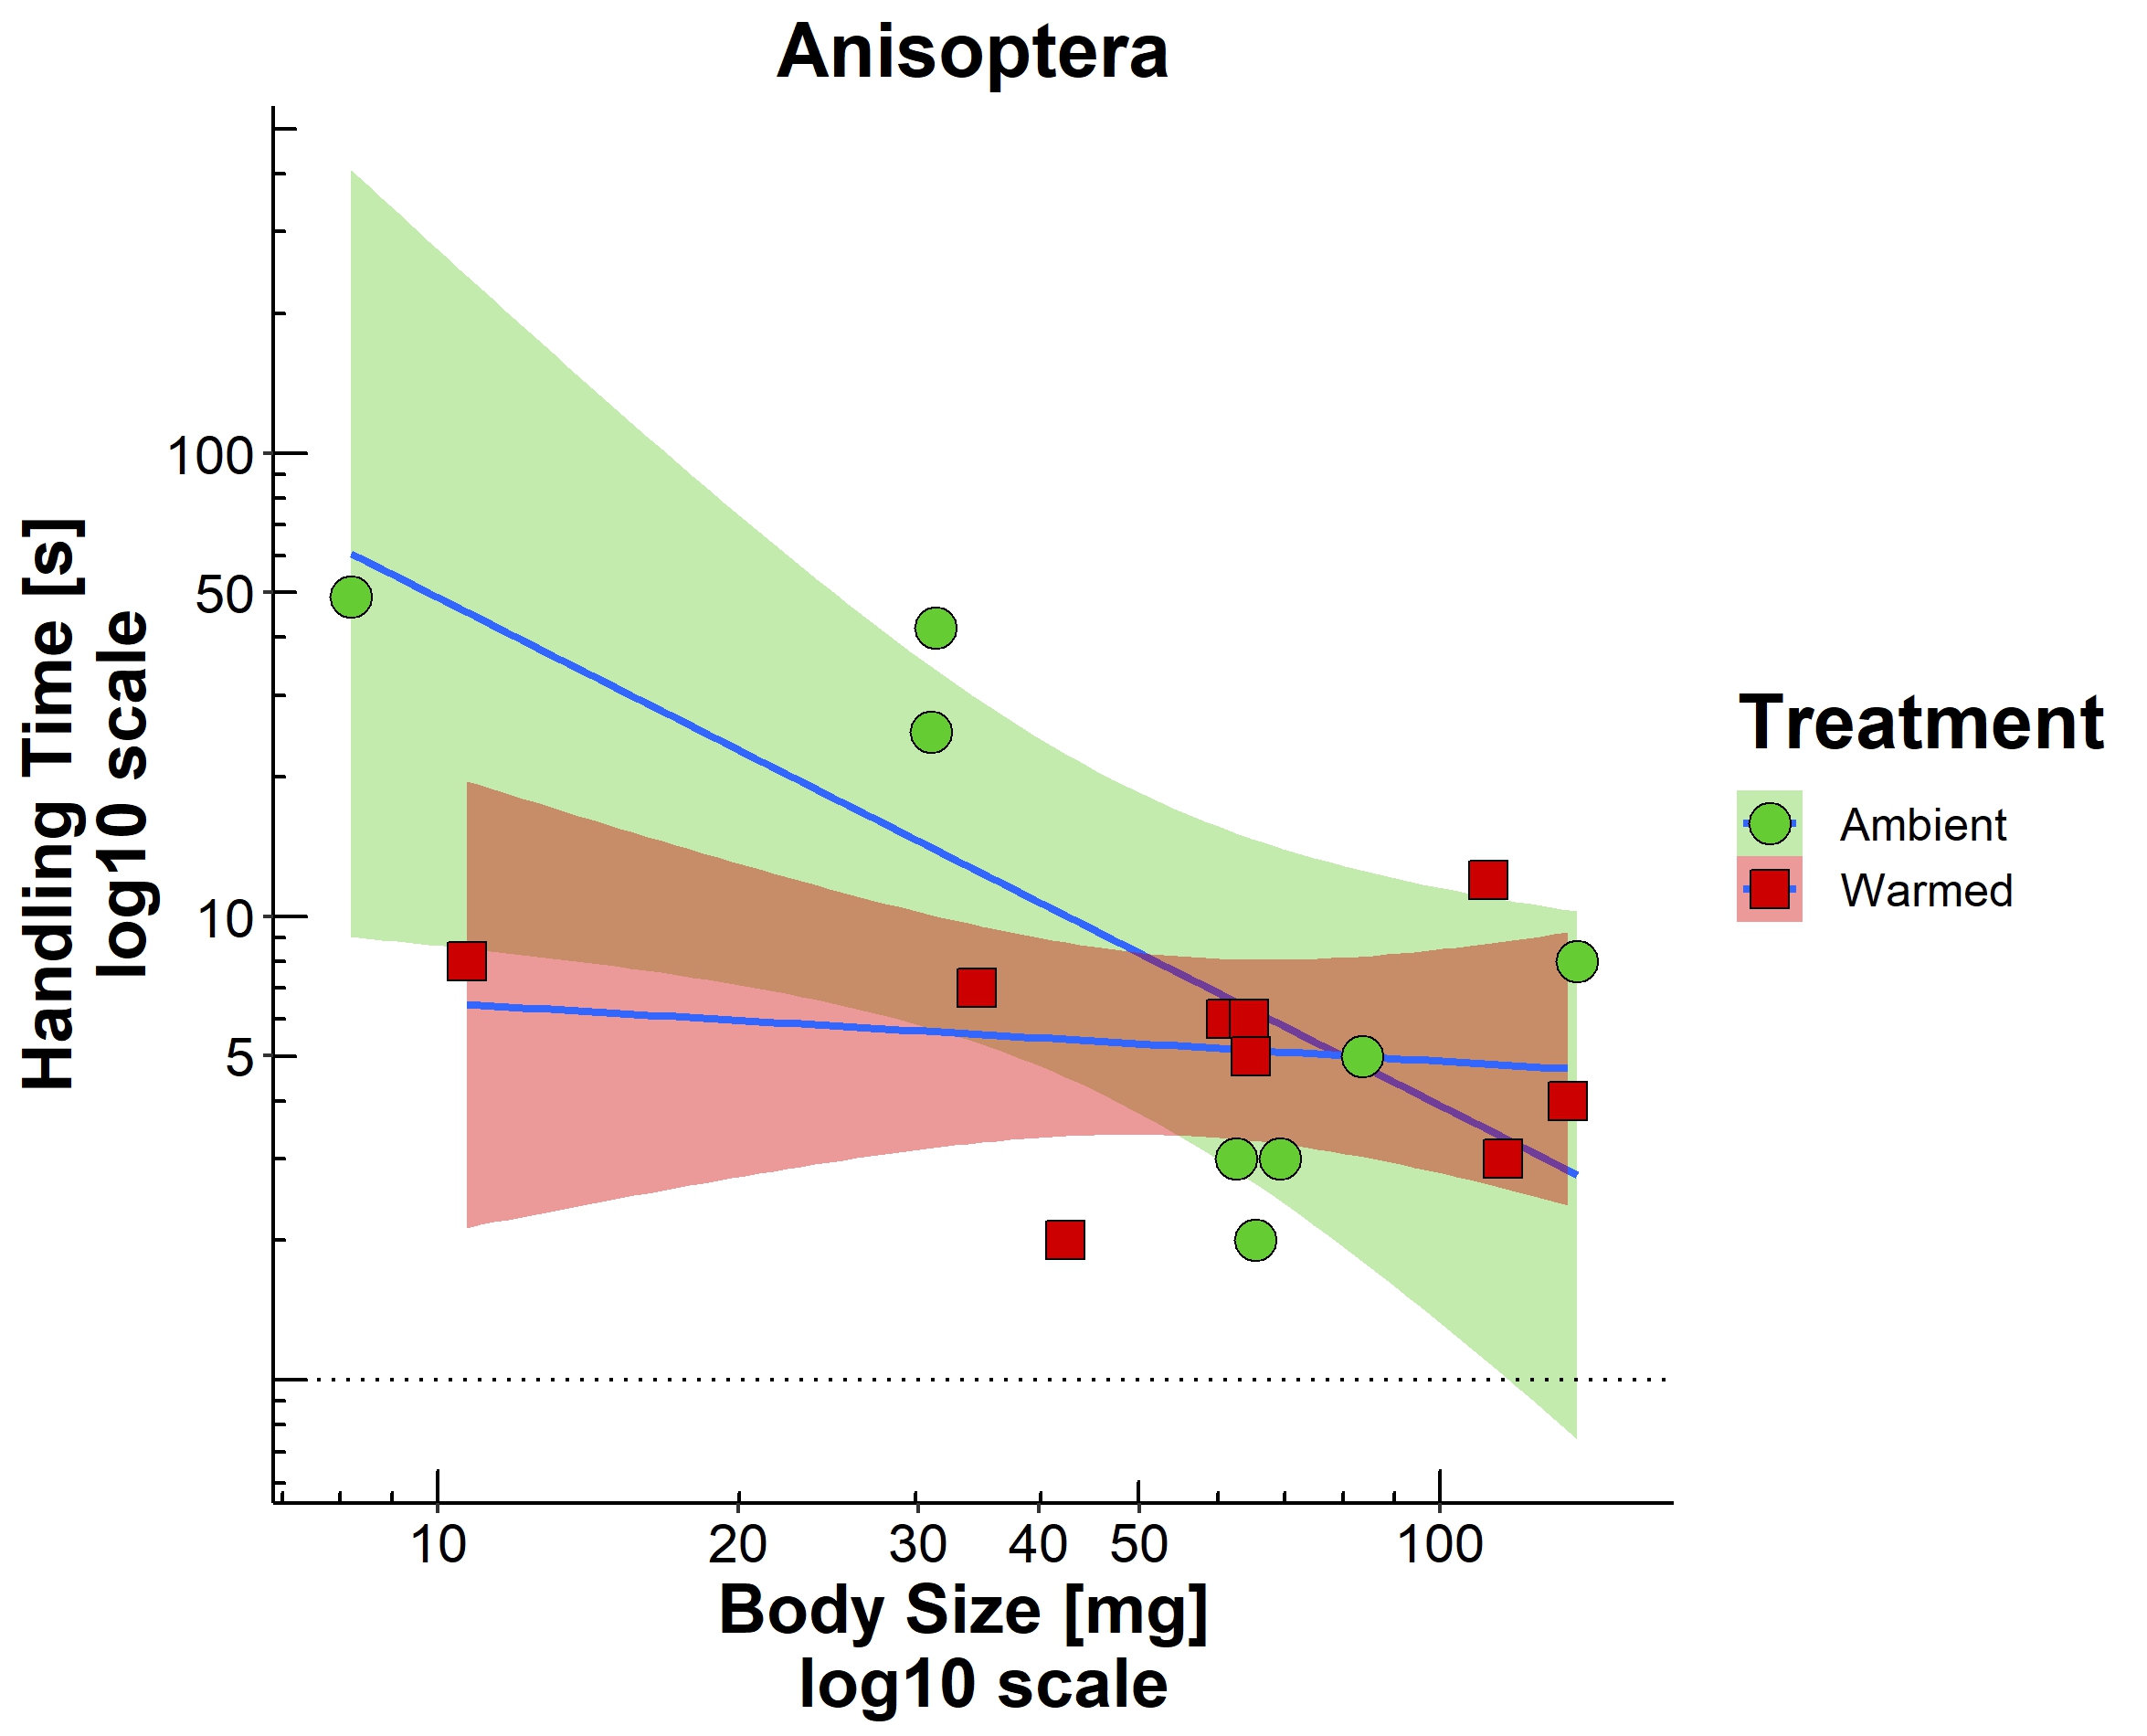 Anisoptera
Handling Time [s]
log10 scale
100
50
10
5
10
20
30
40
50
100
Body Size [mg]
log10 scale
Treatment
Ambient
Warmed